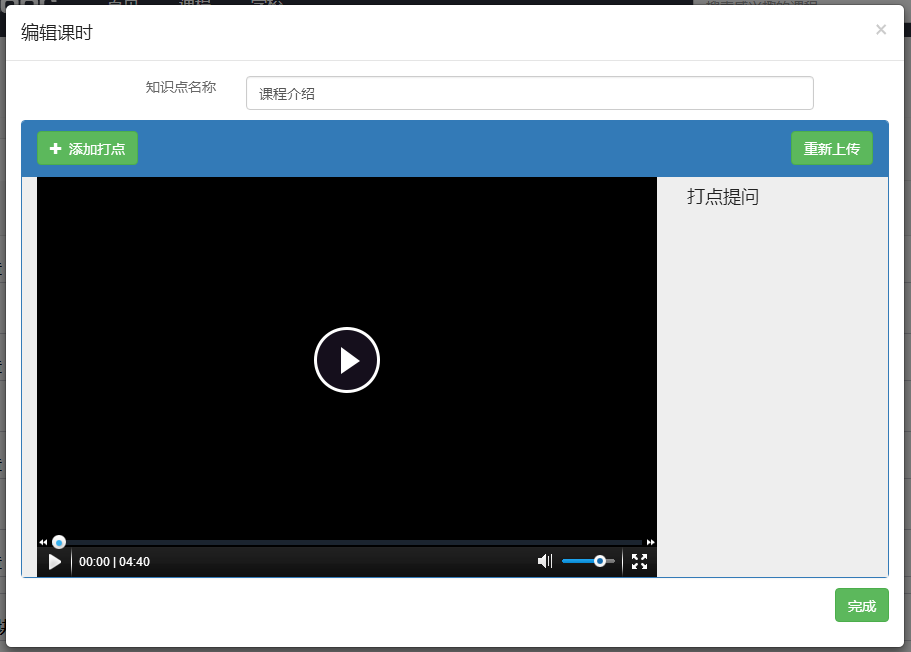 编辑课时
×
知识点名称
课程介绍
添加打点
重新上传
打点提问
00:00 | 04:40
完成